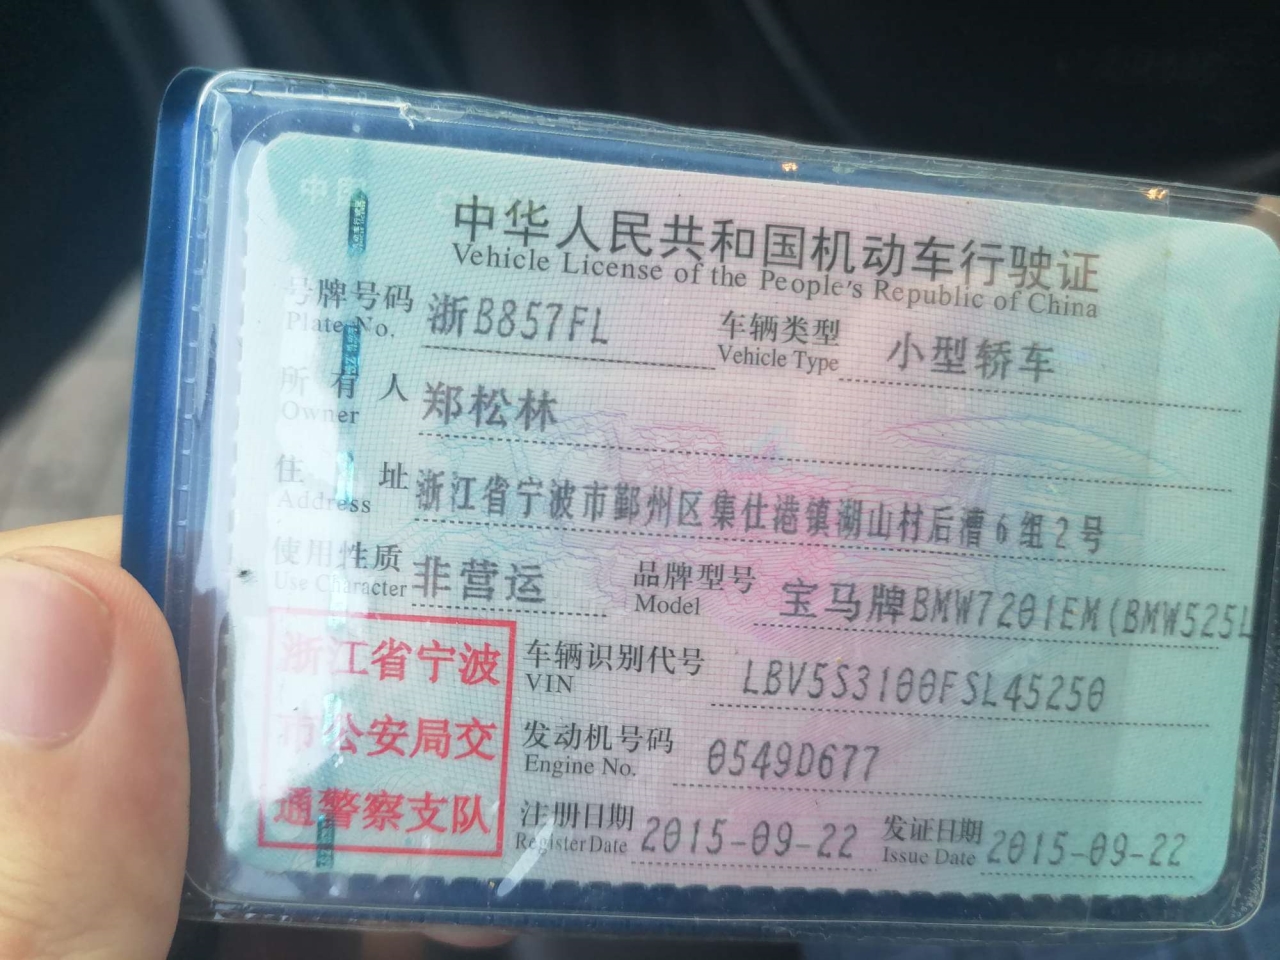 中华人民共和国机动车行驶证
Vehicle License of the People's Republic of China
号牌号码 浙B857FL 车辆类型 小型轿车
Plate No. Vehicle Type
所有人 郑松林
Owner
住址 浙江省宁波市鄞州区集仕港镇湖山村后漕6组2号
Address
使用性质 非营运 品牌型号 宝马牌BMW7201EM(BMW525L
Use Character Model
浙江省宁波
市公安局交
通警察支队
车辆识别代号 LBV5S3100FSL45250
VIN
发动机号码 0549D677
Engine No.
注册日期 2015-09-22 发证日期 2015-09-22
Register Date Issue Date